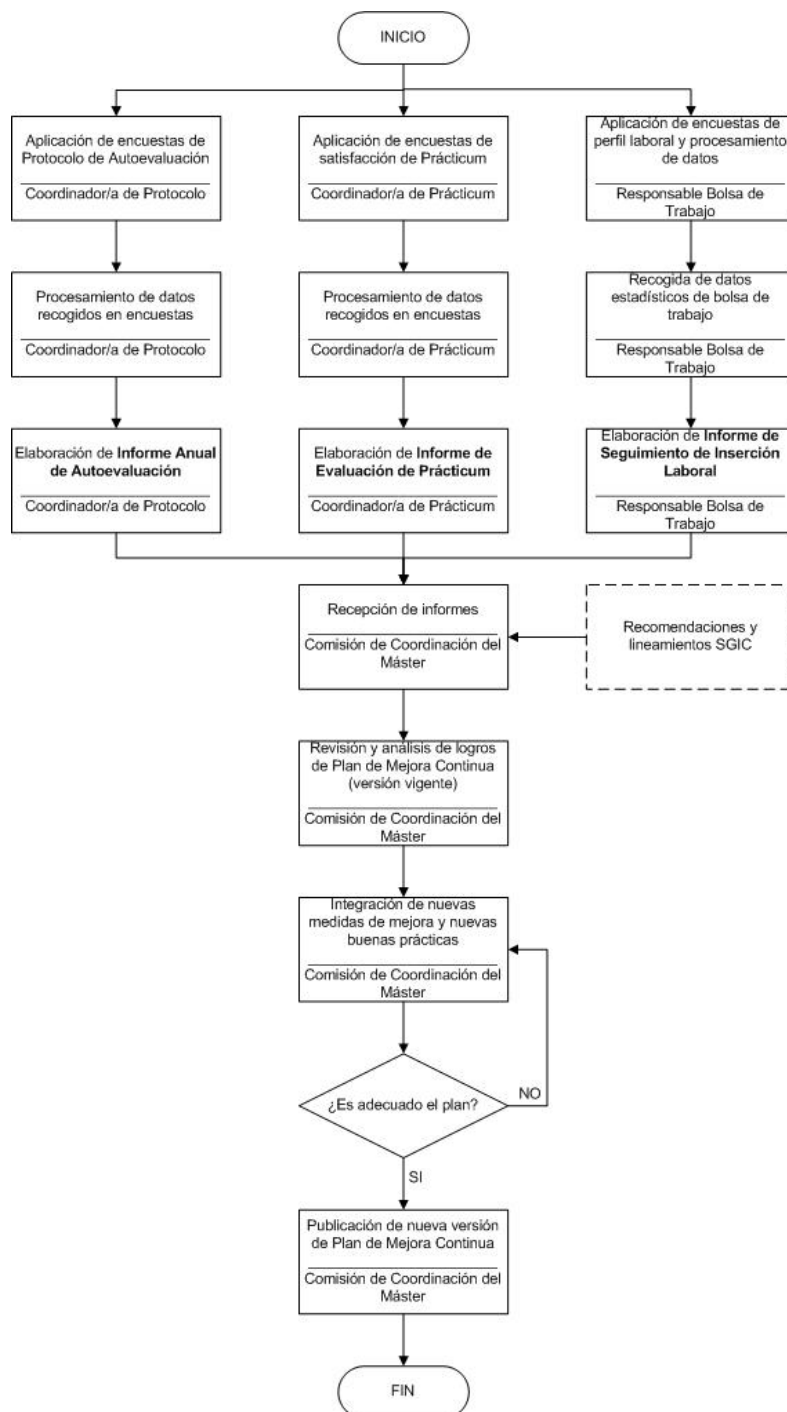 INICIO
Aplicación de encuestas de
Protocolo de Autoevaluación
Coordinador/a de Protocolo
Aplicación de encuestas de
satisfacción de Prácticum
Coordinador/a de Prácticum
Aplicación de encuestas de
perfil laboral y procesamiento
de datos
Responsable Bolsa de
Trabajo
Procesamiento de datos
recogidos en encuestas
Coordinador/a de Protocolo
Procesamiento de datos
recogidos en encuestas
Coordinador/a de Prácticum
Recogida de datos
estadísticos de bolsa de
trabajo
Responsable Bolsa de
Trabajo
Elaboración de Informe Anual
de Autoevaluación
Coordinador/a de Protocolo
Elaboración de Informe de
Evaluación de Prácticum
Coordinador/a de Prácticum
Elaboración de Informe de
Seguimiento de Inserción
Laboral
Responsable Bolsa de
Trabajo
Recepción de informes
Comisión de Coordinación del
Máster
Recomendaciones y
lineamientos SGIC
Revisión y análisis de logros
de Plan de Mejora Continua
(versión vigente)
Comisión de Coordinación del
Máster
Integración de nuevas
medidas de mejora y nuevas
buenas prácticas
Comisión de Coordinación del
Máster
¿Es adecuado el plan?
NO
SI
Publicación de nueva versión
de Plan de Mejora Continua
Comisión de Coordinación del
Máster
FIN